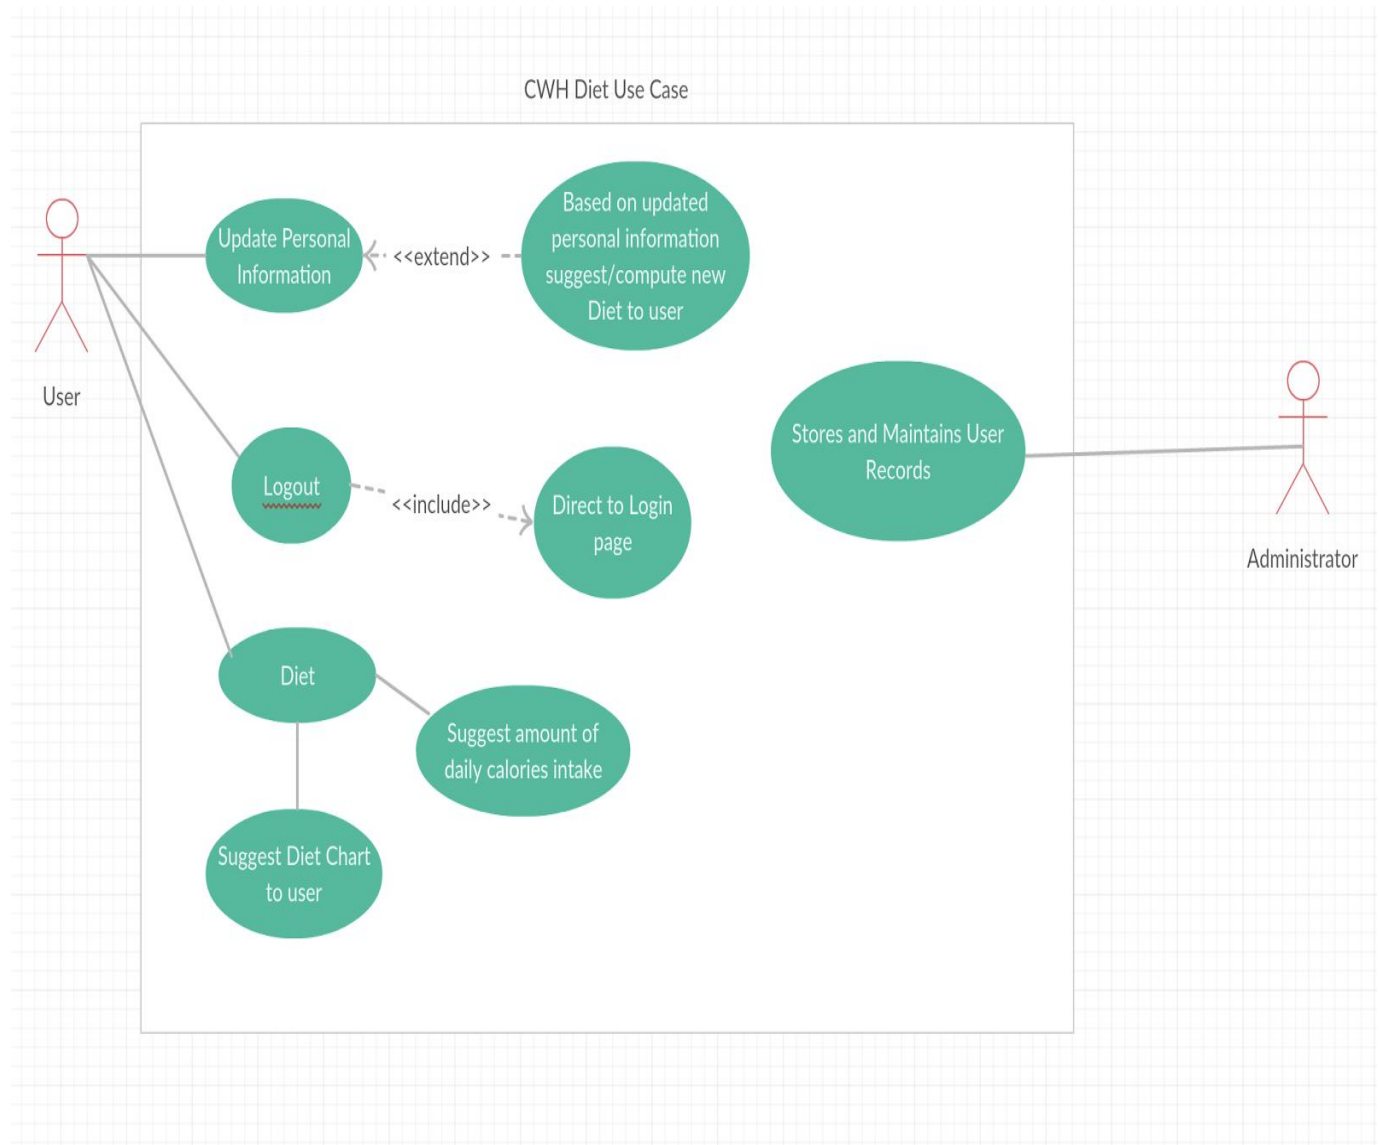 CWH Diet Use Case
Update Personal
Information
<<extend>>
Based on updated
personal information
suggest/compute new
Diet to user
User
Logout
<<include>>
Direct to Login
page
Stores and Maintains User
Records
Administrator
Diet
Suggest amount of
daily calories intake
Suggest Diet Chart
to user